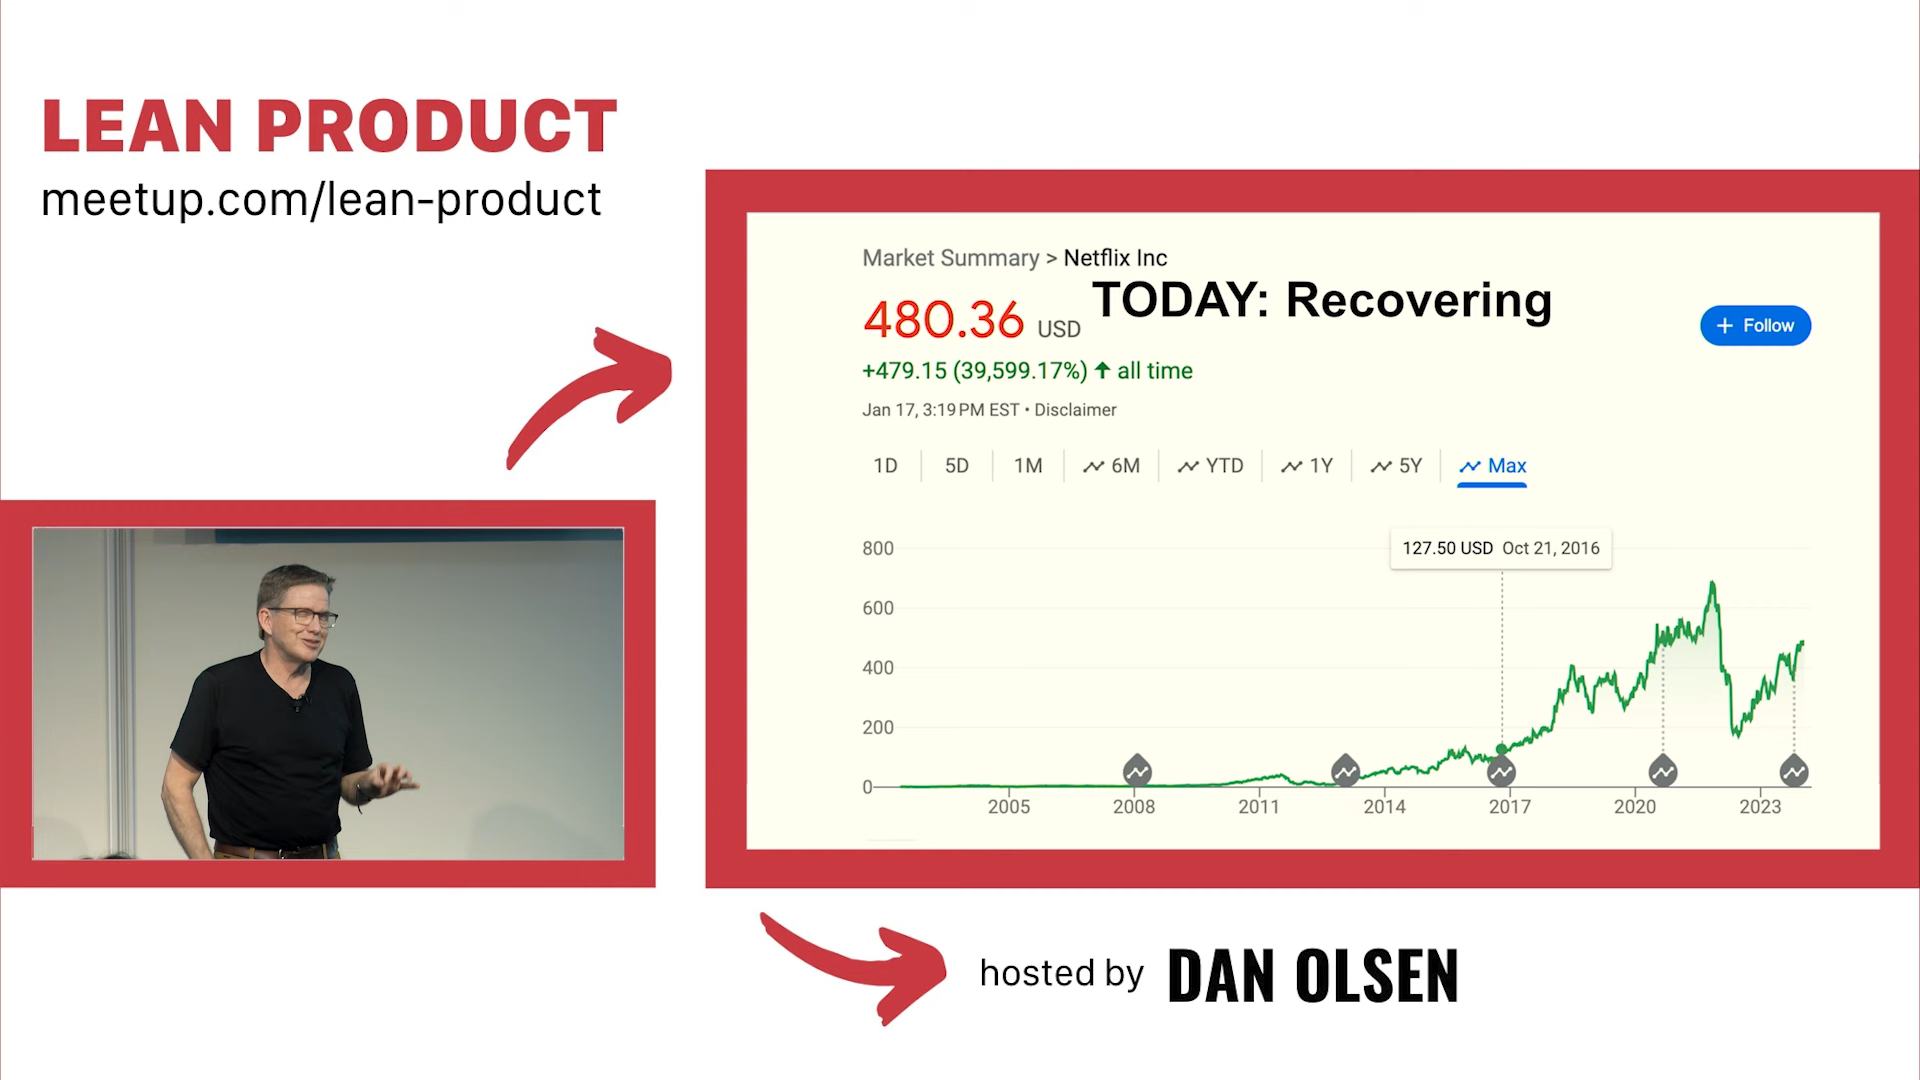 LEAN PRODUCT
meetup.com/lean-product
Market Summary > Netflix Inc
TODAY: Recovering
480.36 USD
+ Follow
+479.15 (39,599.17%) ↑ all time
Jan 17, 3:19 PM EST • Disclaimer
1D 5D 1M 6M YTD 1Y 5Y Max
127.50 USD Oct 21, 2016
800
600
400
200
0
2005 2008 2011 2014 2017 2020 2023
hosted by DAN OLSEN